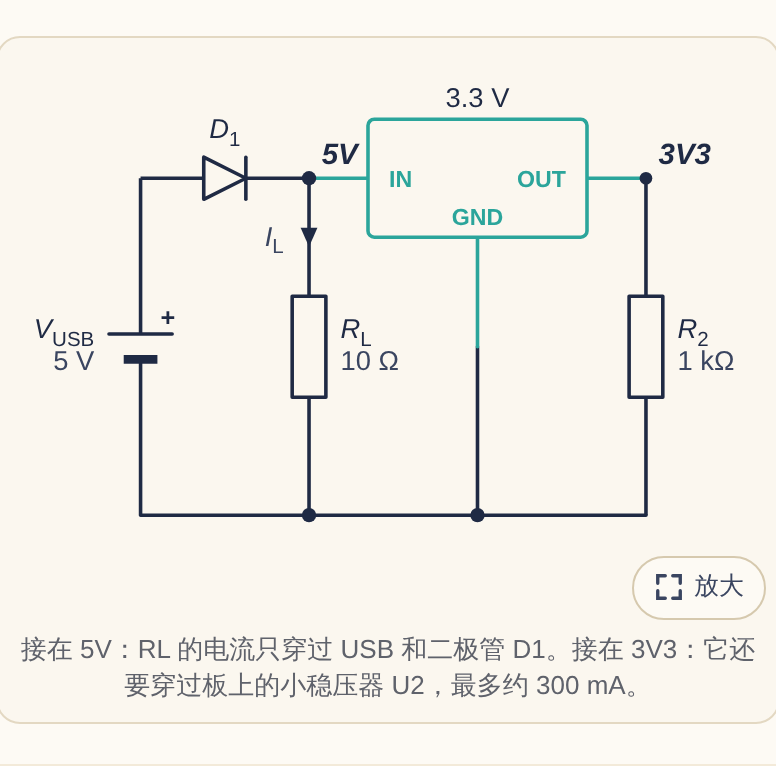 3.3 V
D1
5V
3V3
IN
OUT
GND
IL
+
VUSB
5 V
RL
10 Ω
R2
1 kΩ
放大
接在 5V：RL 的电流只穿过 USB 和二极管 D1。接在 3V3：它还
要穿过板上的小稳压器 U2，最多约 300 mA。